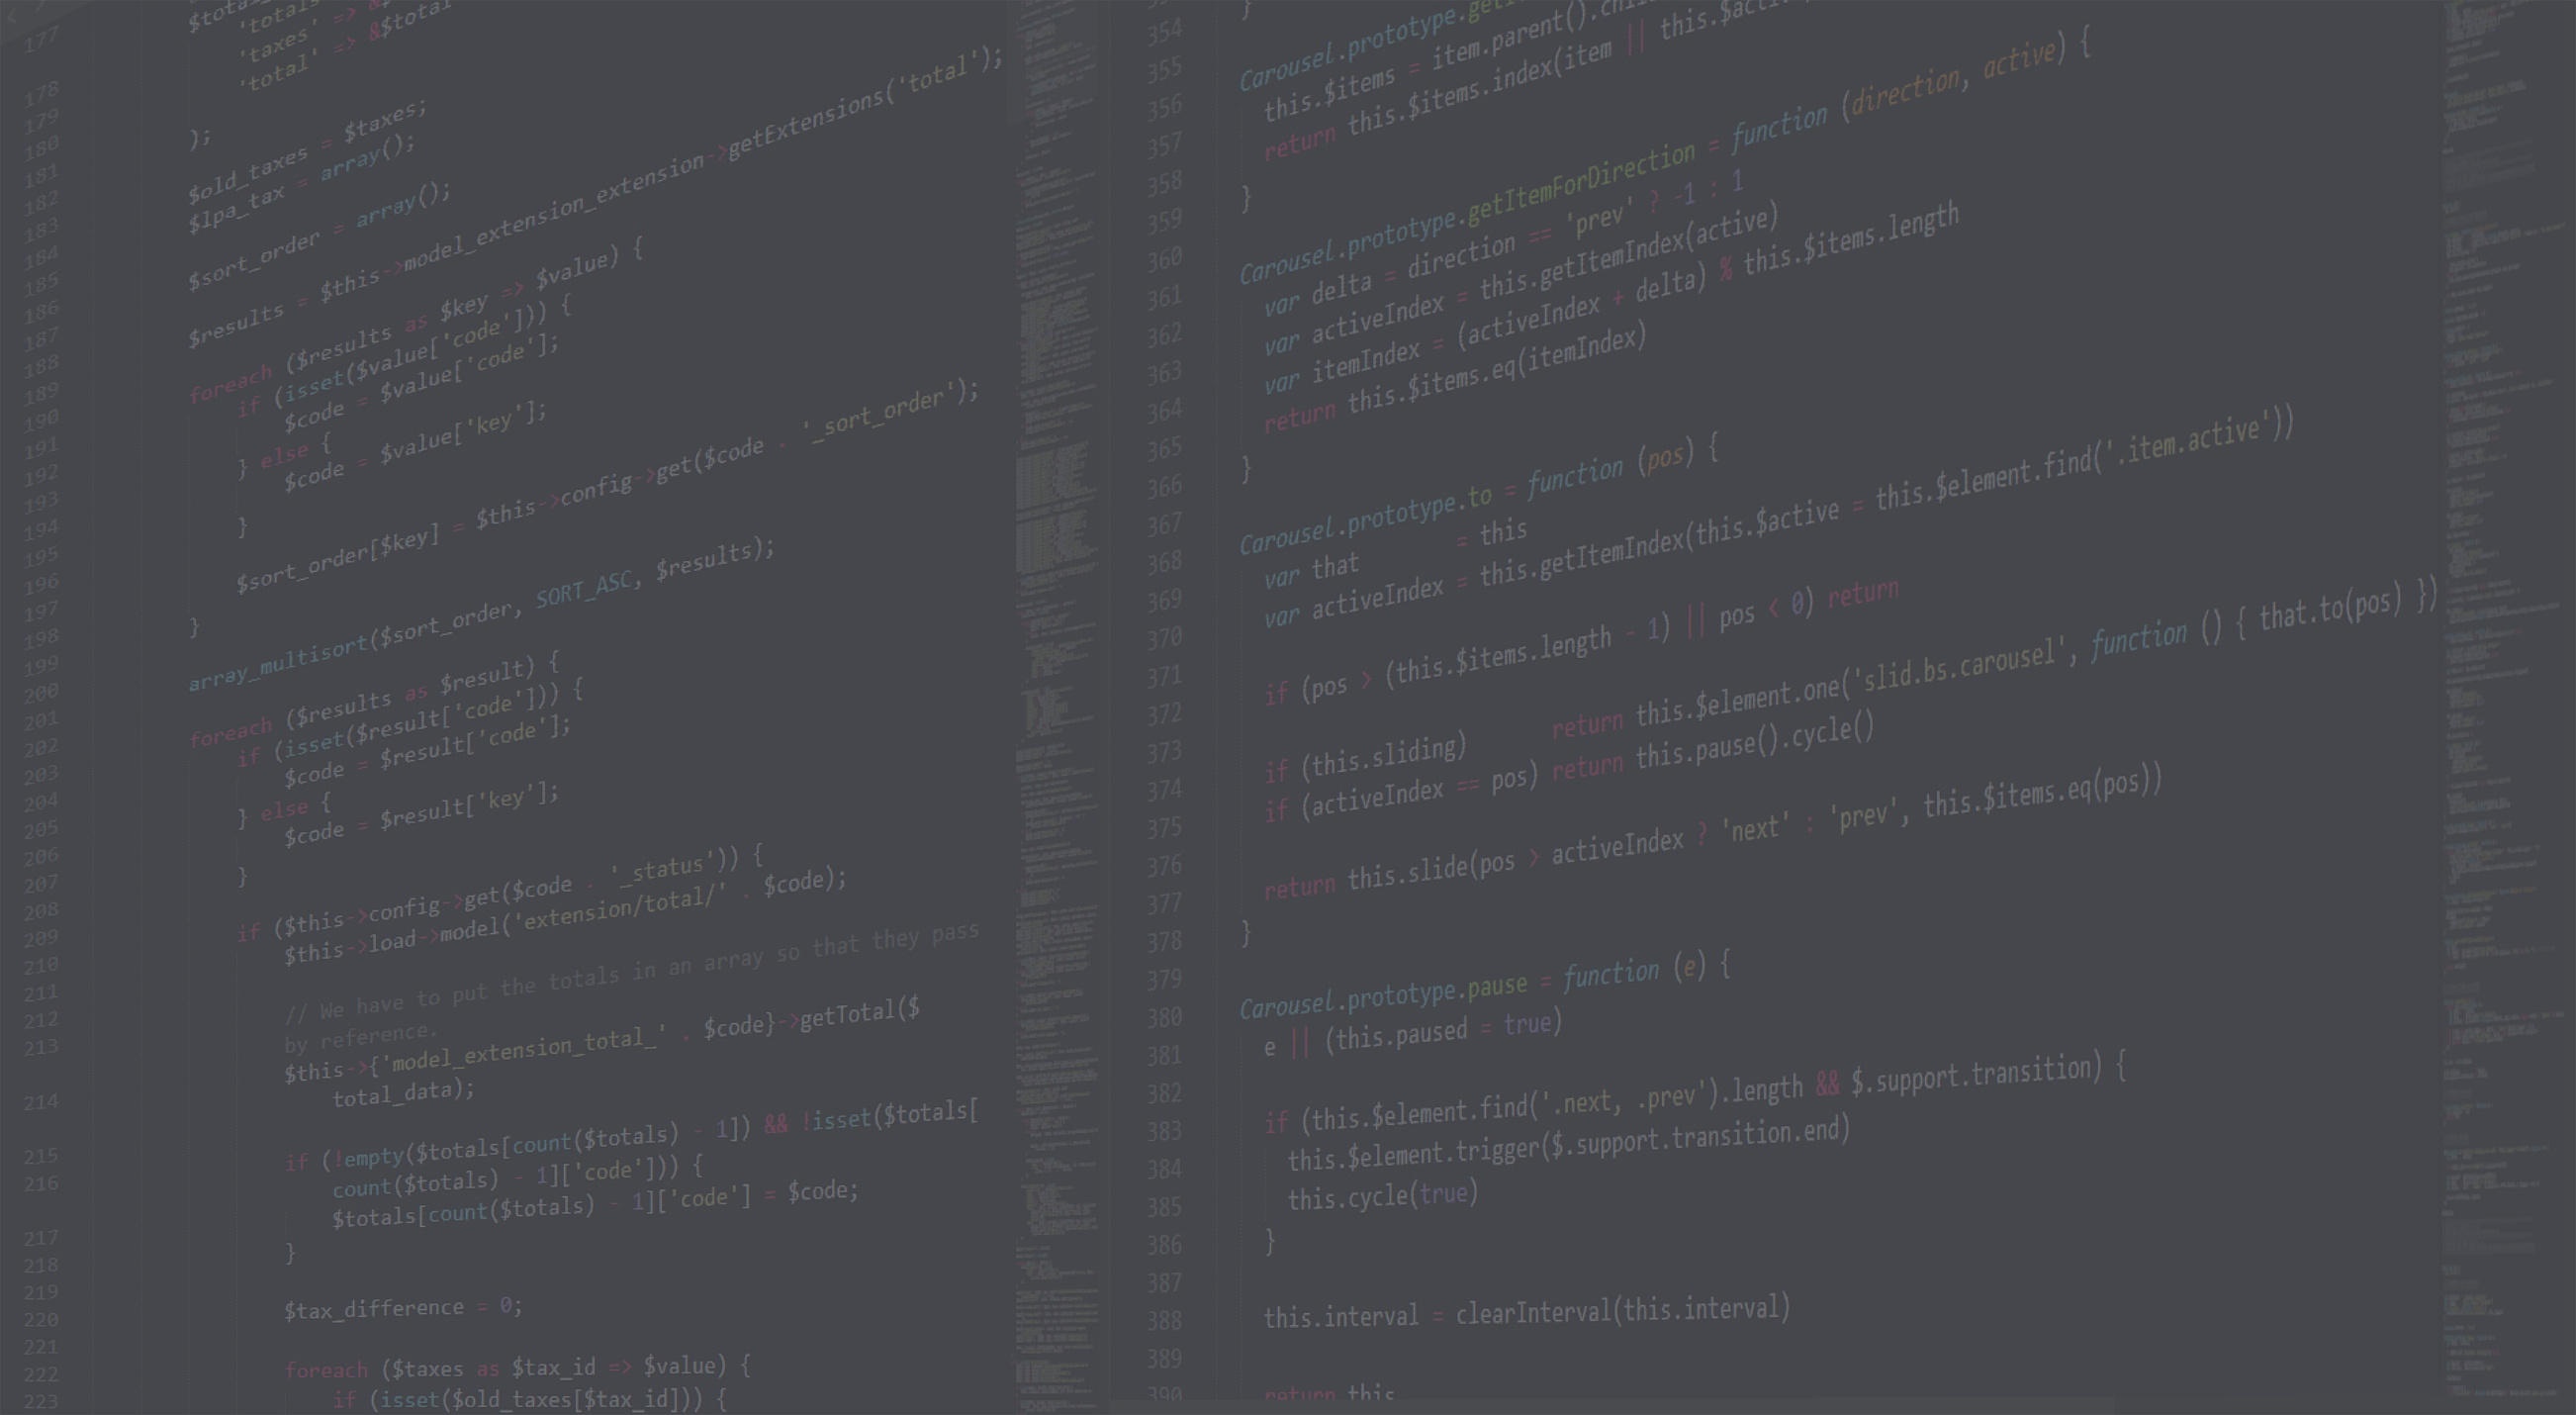 177
178
179
180
181
182
183
184
185
186
187
188
189
190
191
192
193
194
195
196
197
198
199
200
201
202
203
204
205
206
207
208
209
210
211
212
213
214
215
216
217
218
219
220
221
222
223
'totals' => 
'taxes' => 
'total' => &$total
);
$old_taxes = $taxes;
$lpa_tax = array();
$sort_order = array();
$results = $this->model_extension_extension->getExtensions('total');
foreach ($results as $key => $value) {
if (isset($value['code'])) {
$code = $value['code'];
} else {
$code = $value['key'];
}
$sort_order[$key] = $this->config->get($code . '_sort_order');
}
array_multisort($sort_order, SORT_ASC, $results);
foreach ($results as $result) {
if (isset($result['code'])) {
$code = $result['code'];
} else {
$code = $result['key'];
}
if ($this->config->get($code . '_status')) {
$this->load->model('extension/total/' . $code);
// We have to put the totals in an array so that they pass
by reference.
$this->{'model_extension_total_' . $code}->getTotal($
total_data);
if (!empty($totals[count($totals) - 1]) && !isset($totals[
count($totals) - 1]['code'])) {
$totals[count($totals) - 1]['code'] = $code;
}
$tax_difference = 0;
foreach ($taxes as $tax_id => $value) {
if (isset($old_taxes[$tax_id])) {
354
355
356
357
358
359
360
361
362
363
364
365
366
367
368
369
370
371
372
373
374
375
376
377
378
379
380
381
382
383
384
385
386
387
388
389
390
}
Carousel.prototype.
this.$items = item.parent().
return this.$items.index(item || this.
}
Carousel.prototype.getItemForDirection = function (direction, active) {
var delta = direction == 'prev' ? -1 : 1
var activeIndex = this.getItemIndex(active)
var itemIndex = (activeIndex + delta) % this.$items.length
return this.$items.eq(itemIndex)
}
Carousel.prototype.to = function (pos) {
var that = this
var activeIndex = this.getItemIndex(this.$active = this.$element.find('.item.active'))
if (pos > (this.$items.length - 1) || pos < 0) return
if (this.sliding) return this.$element.one('slid.bs.carousel', function () { that.to(pos) })
if (activeIndex == pos) return this.pause().cycle()
return this.slide(pos > activeIndex ? 'next' : 'prev', this.$items.eq(pos))
}
Carousel.prototype.pause = function (e) {
e || (this.paused = true)
if (this.$element.find('.next, .prev').length && $.support.transition) {
this.$element.trigger($.support.transition.end)
this.cycle(true)
}
this.interval = clearInterval(this.interval)
return this